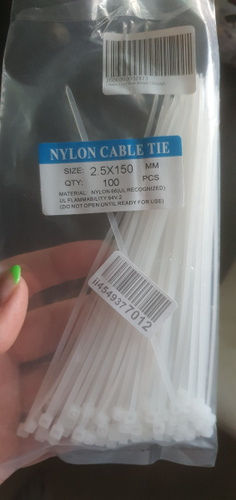 NYLON CABLE TIE
SIZE: 2.5X150 MM
QTY: 100 PCS
MATERIAL: NYLON 66(UL RECOGNIZED)
UL FLAMMABILITY 94V-2
(DO NOT OPEN UNTIL READY FOR USE)
ii4549377012